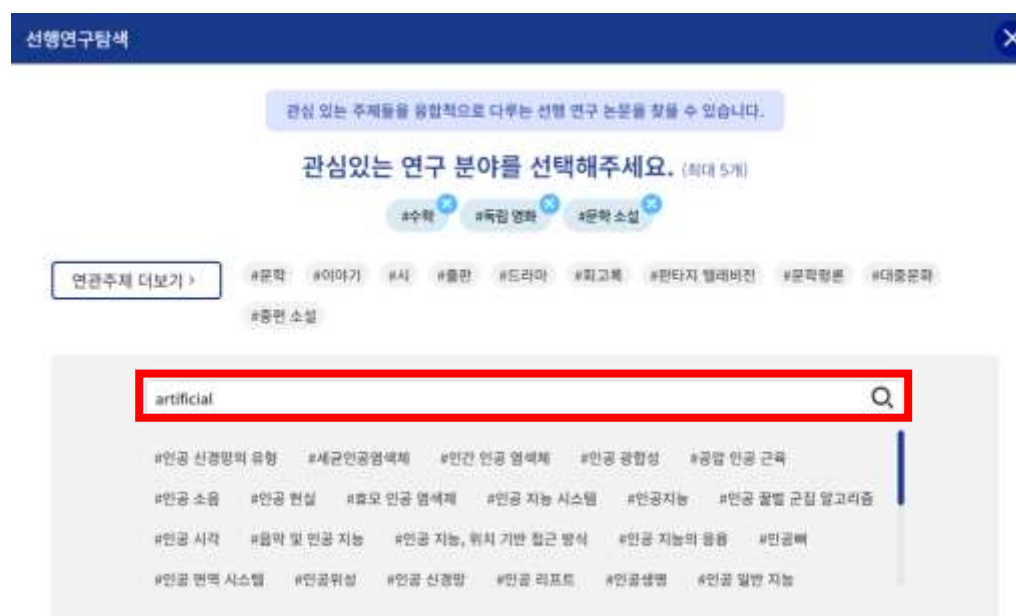 선행연구탐색
관심 있는 주제들을 융합적으로 다루는 선행 연구 논문을 찾을 수 있습니다.
관심있는 연구 분야를 선택해주세요. (최대 5개)
#수학 #독립 영화 #문학 소설
연관주제 더보기 › #문학 #이야기 #시 #출판 #드라마 #회고록 #판타지 텔레비전 #문학평론 #대중문화
#중편 소설
artificial
#인공 신경망의 유형 #세균인공염색체 #인간 인공 염색체 #인공 광합성 #공압 인공 근육
#인공 소음 #인공 현실 #효모 인공 염색체 #인공 지능 시스템 #인공지능 #인공 꿀벌 군집 알고리즘
#인공 시각 #음악 및 인공 지능 #인공 지능, 위치 기반 접근 방식 #인공 지능의 응용 #인공뼈
#인공 면역 시스템 #인공위성 #인공 신경망 #인공 리프트 #인공생명 #인공 일반 지능